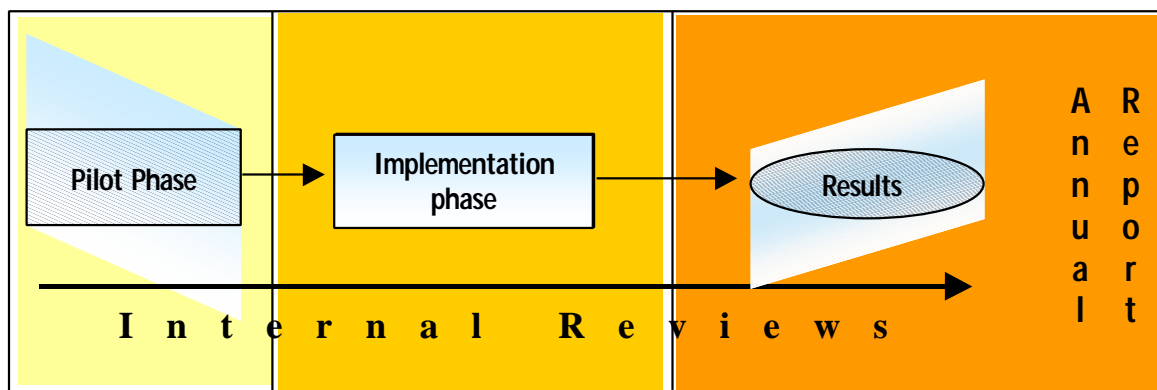 Pilot Phase
Implementation
phase
Results
Annual
Report
Internal Reviews